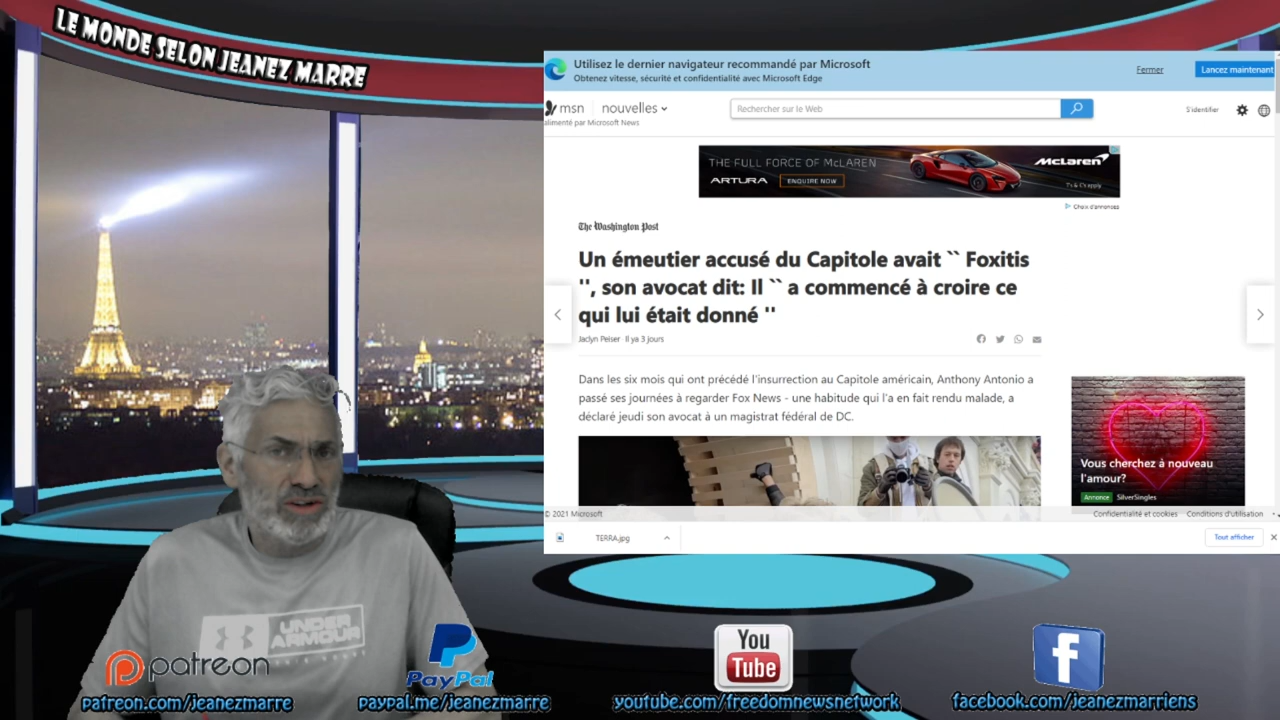 LE MONDE SELON JEANEZ MARRE
Utilisez le dernier navigateur recommandé par Microsoft
Obtenez vitesse, sécurité et confidentialité avec Microsoft Edge
Fermer
Lancez maintenant
msn
nouvelles
alimenté par Microsoft News
Rechercher sur le Web
S'identifier
THE FULL FORCE OF McLAREN
ARTURA
ENQUIRE NOW
McLaren
T's & C's apply
Choix d'annonces
The Washington Post
Un émeutier accusé du Capitole avait `` Foxitis
'', son avocat dit: Il `` a commencé à croire ce
qui lui était donné ''
Jaclyn Peiser Il ya 3 jours
Dans les six mois qui ont précédé l'insurrection au Capitole américain, Anthony Antonio a
passé ses journées à regarder Fox News - une habitude qui l'a en fait rendu malade, a
déclaré jeudi son avocat à un magistrat fédéral de DC.
Vous cherchez à nouveau
l'amour?
Annonce SilverSingles
© 2021 Microsoft
Confidentialité et cookies
Conditions d'utilisation
TERRA.jpg
Tout afficher
UNDER
ARMOUR
patreon
patreon.com/jeanezmarre
PayPal
paypal.me/jeanezmarre
You
Tube
youtube.com/freedomnewsnetwork
f
facebook.com/jeanezmarriens